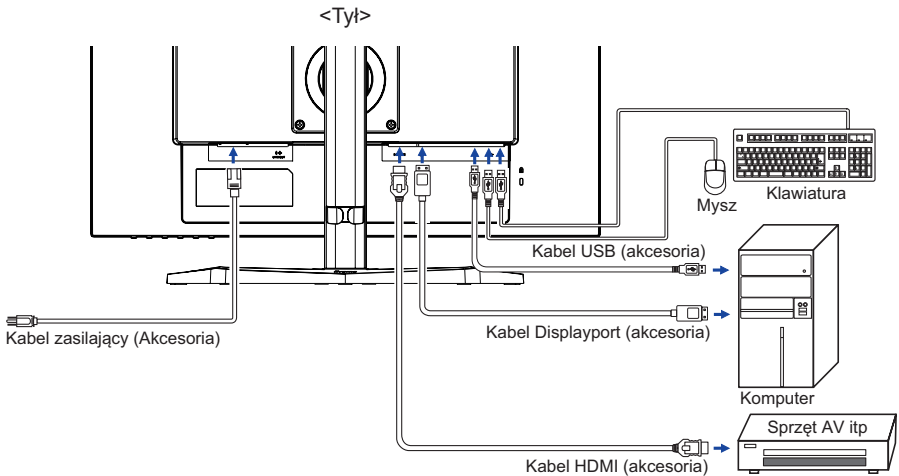 <Tył>
Klawiatura
Mysz
Kabel USB (akcesoria)
Kabel Displayport (akcesoria)
Kabel zasilający (Akcesoria)
Komputer
Sprzęt AV itp
Kabel HDMI (akcesoria)